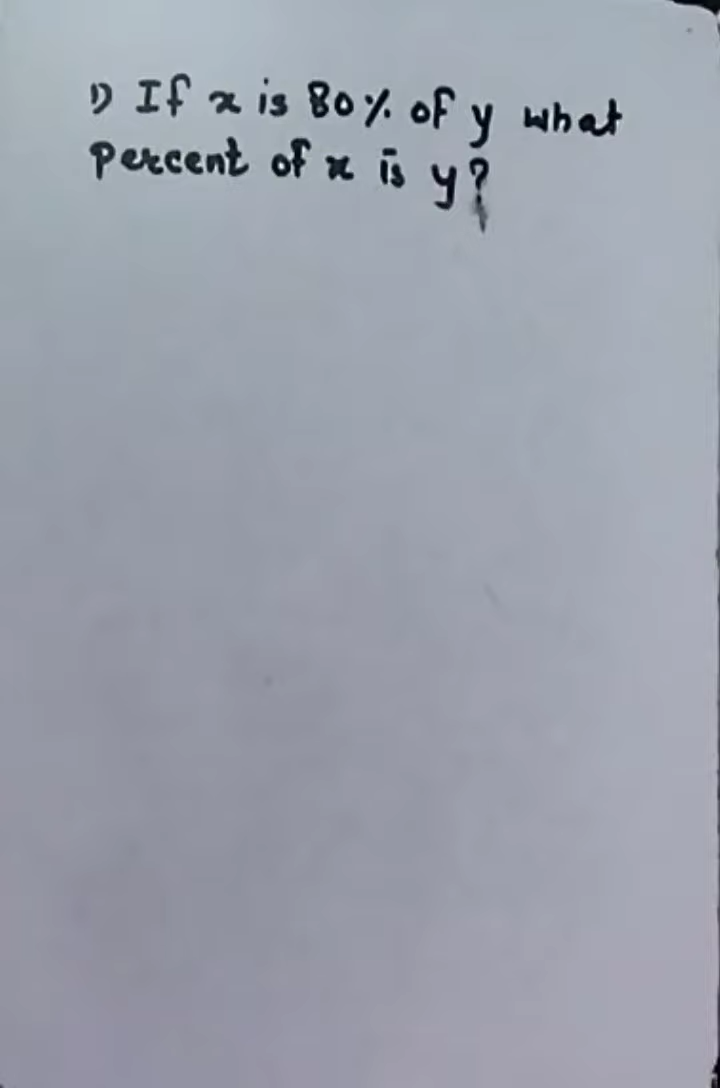 1) If x is 80% of y what
percent of x is y?